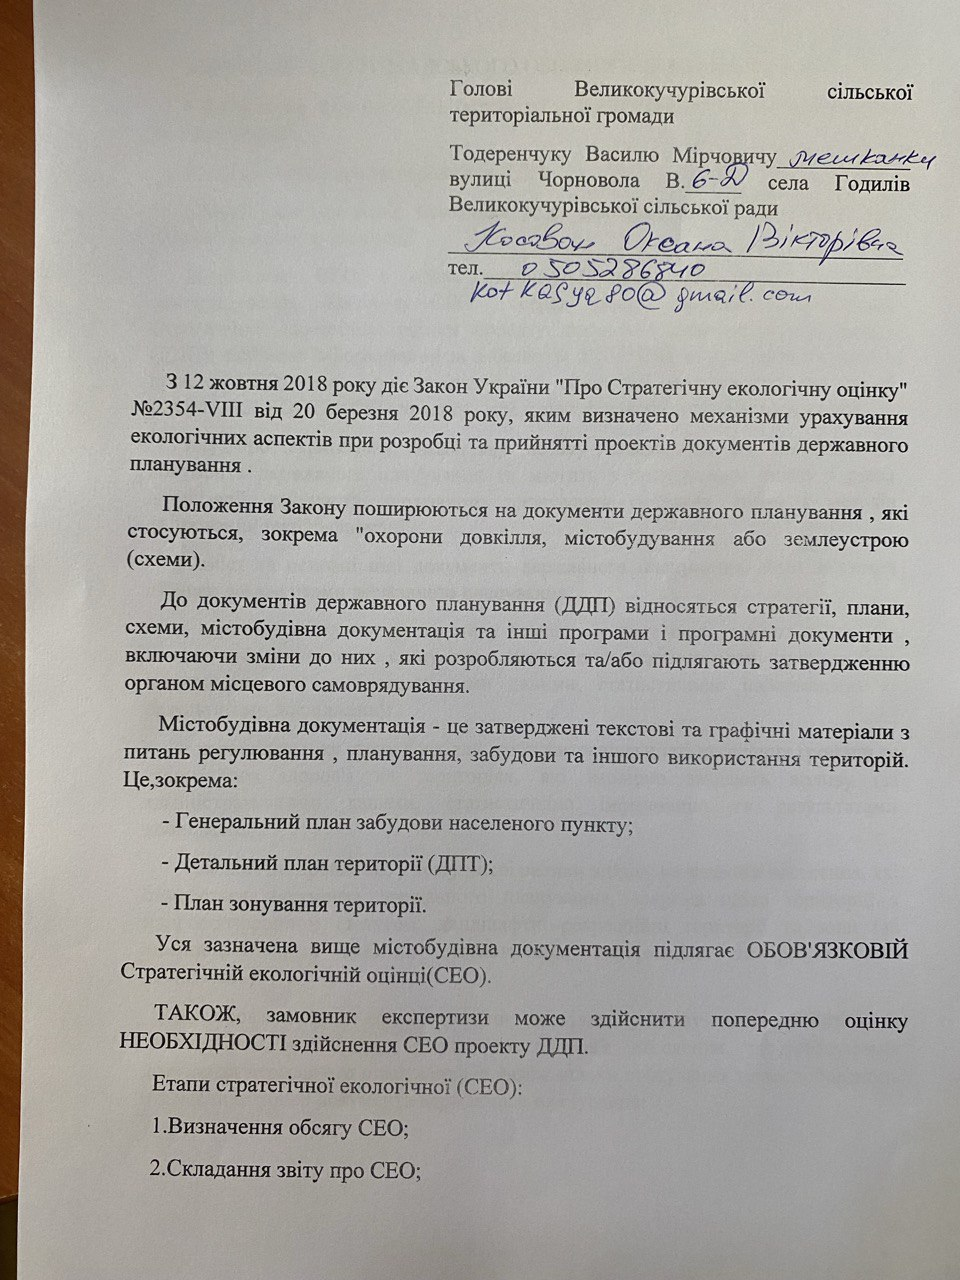 Голові Великокучурівської сільської
територіальної громади
Тодеренчуку Василю Мірчовичу мешканки
вулиці Чорновола В. 6-Д села Годилів
Великокучурівської сільської ради
Косован Оксана Вікторівна
тел. 0505286840
kotkasya80@gmail.com
З 12 жовтня 2018 року діє Закон України "Про Стратегічну екологічну оцінку"
№2354-VIII від 20 березня 2018 року, яким визначено механізми урахування
екологічних аспектів при розробці та прийнятті проектів документів державного
планування .
Положення Закону поширюються на документи державного планування , які
стосуються, зокрема "охорони довкілля, містобудування або землеустрою
(схеми).
До документів державного планування (ДДП) відносяться стратегії, плани,
схеми, містобудівна документація та інші програми і програмні документи ,
включаючи зміни до них , які розробляються та/або підлягають затвердженню
органом місцевого самоврядування.
Містобудівна документація - це затверджені текстові та графічні матеріали з
питань регулювання , планування, забудови та іншого використання територій.
Це,зокрема:
- Генеральний план забудови населеного пункту;
- Детальний план території (ДПТ);
- План зонування території.
Уся зазначена вище містобудівна документація підлягає ОБОВ'ЯЗКОВІЙ
Стратегічній екологічній оцінці(СЕО).
ТАКОЖ, замовник експертизи може здійснити попередню оцінку
НЕОБХІДНОСТІ здійснення СЕО проекту ДДП.
Етапи стратегічної екологічної (СЕО):
1.Визначення обсягу СЕО;
2.Складання звіту про СЕО;